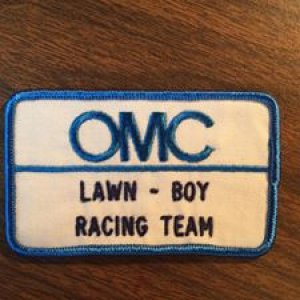 OMC
LAWN - BOY
RACING TEAM